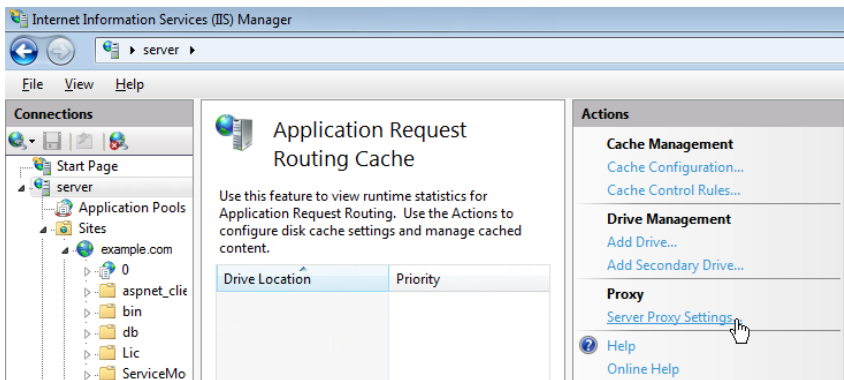 Internet Information Services (IIS) Manager
server
File View Help
Connections
Start Page
server
Application Pools
Sites
example.com
0
aspnet_clie
bin
db
Lic
ServiceMo
Application Request
Routing Cache
Use this feature to view runtime statistics for
Application Request Routing. Use the Actions to
configure disk cache settings and manage cached
content.
Drive Location Priority
Actions
Cache Management
Cache Configuration...
Cache Control Rules...
Drive Management
Add Drive...
Add Secondary Drive...
Proxy
Server Proxy Settings...
Help
Online Help